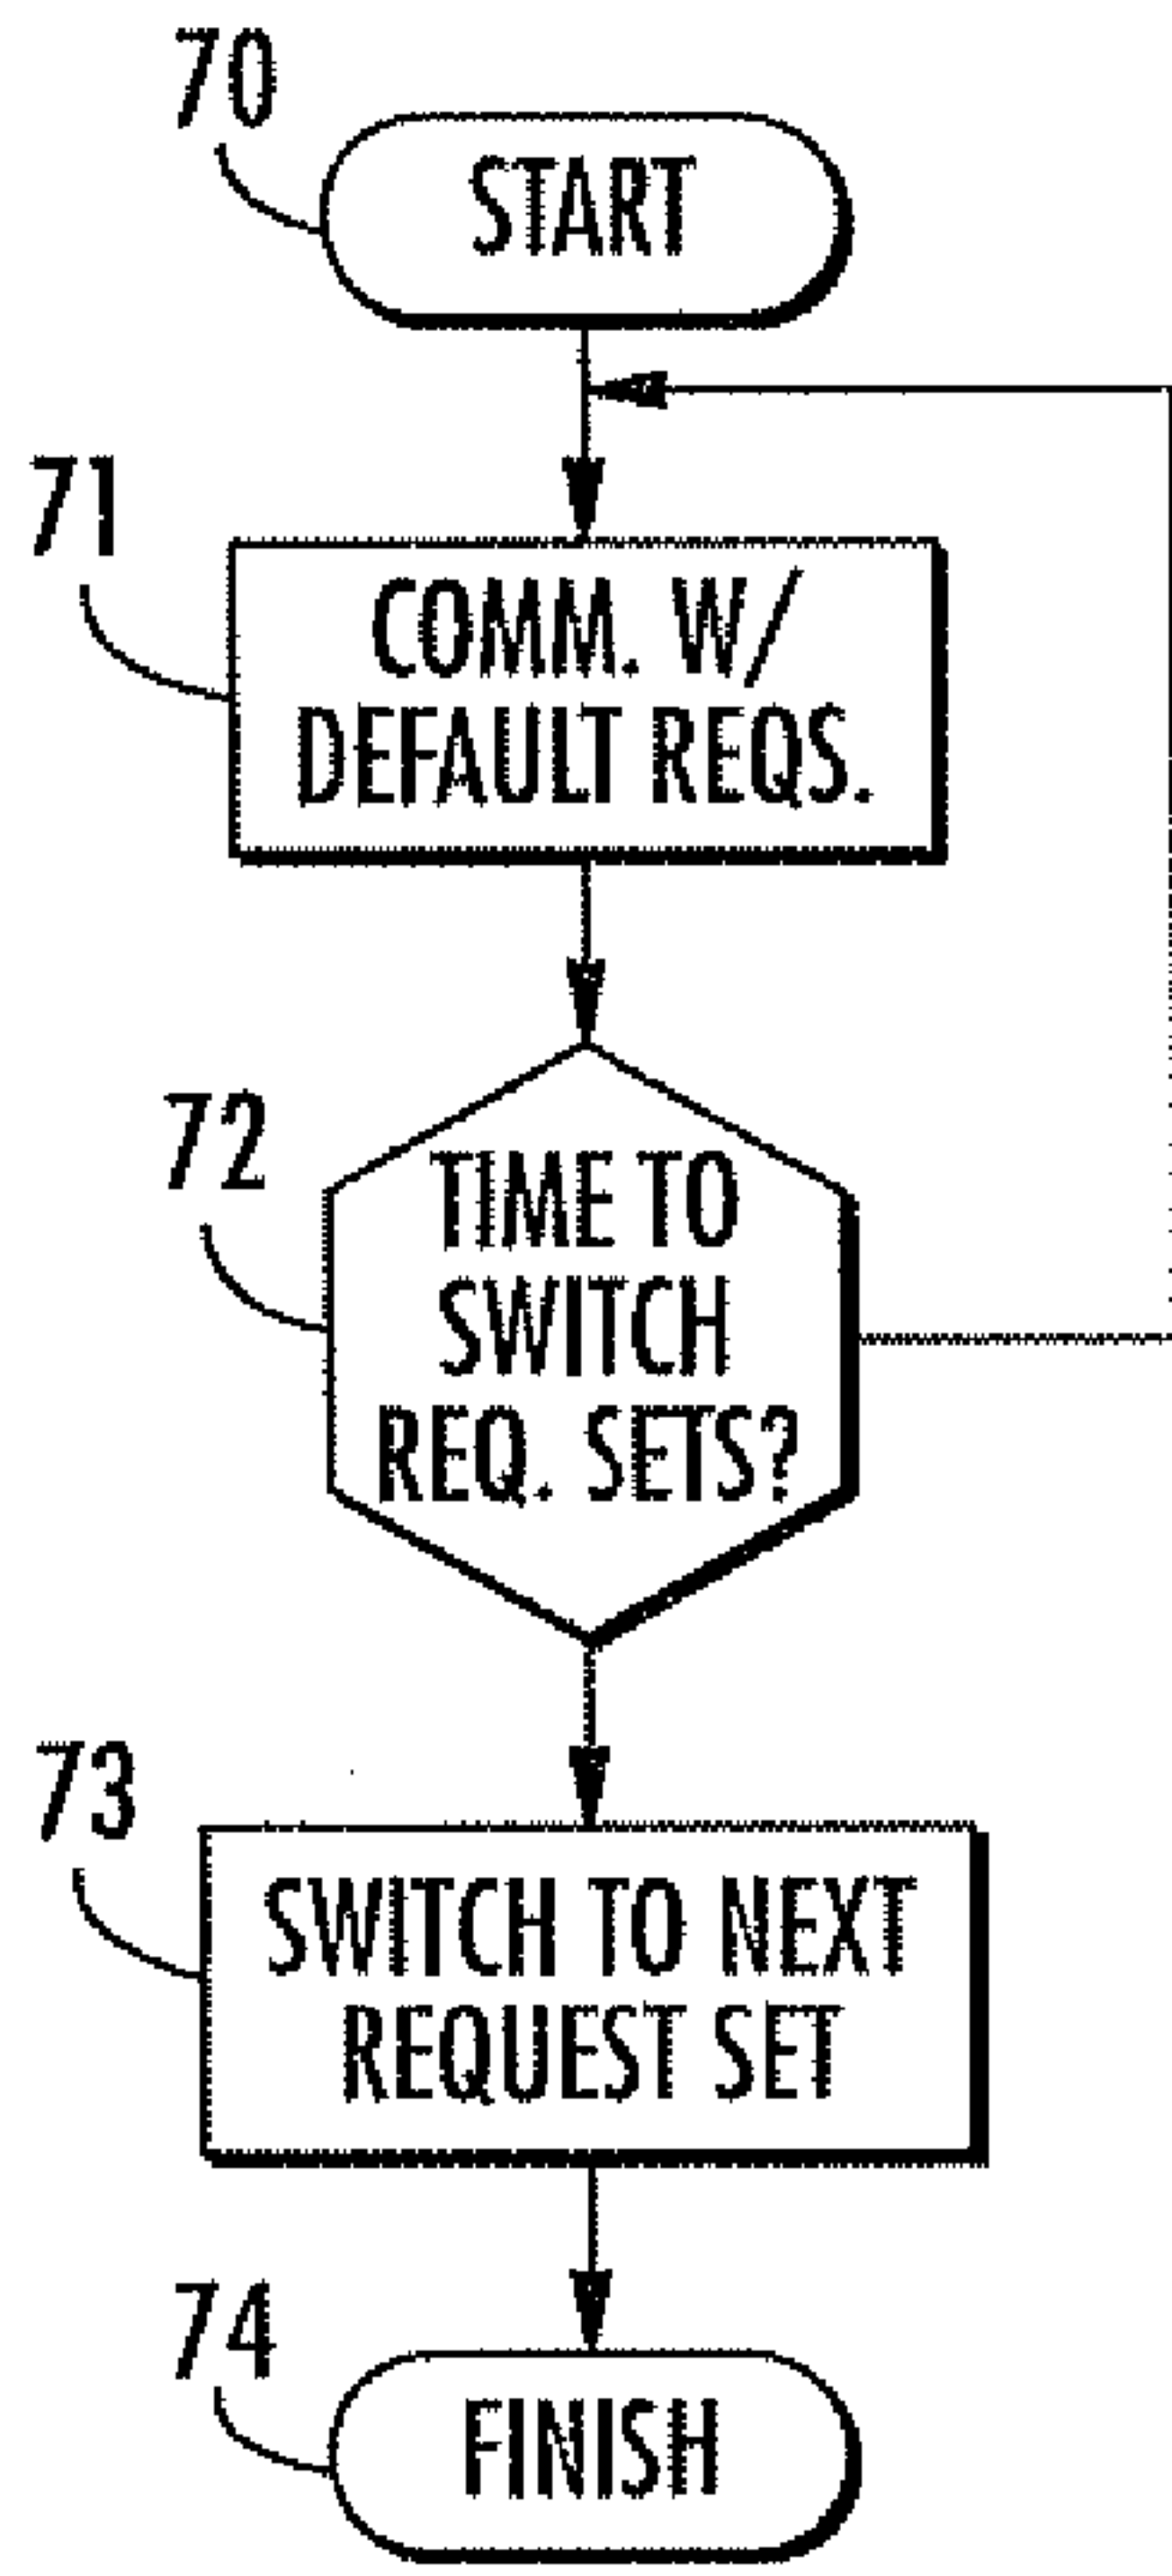 70
START
71
COMM. W/
DEFAULT REQS.
72
TIME TO
SWITCH
REQ. SETS?
73
SWITCH TO NEXT
REQUEST SET
74
FINISH